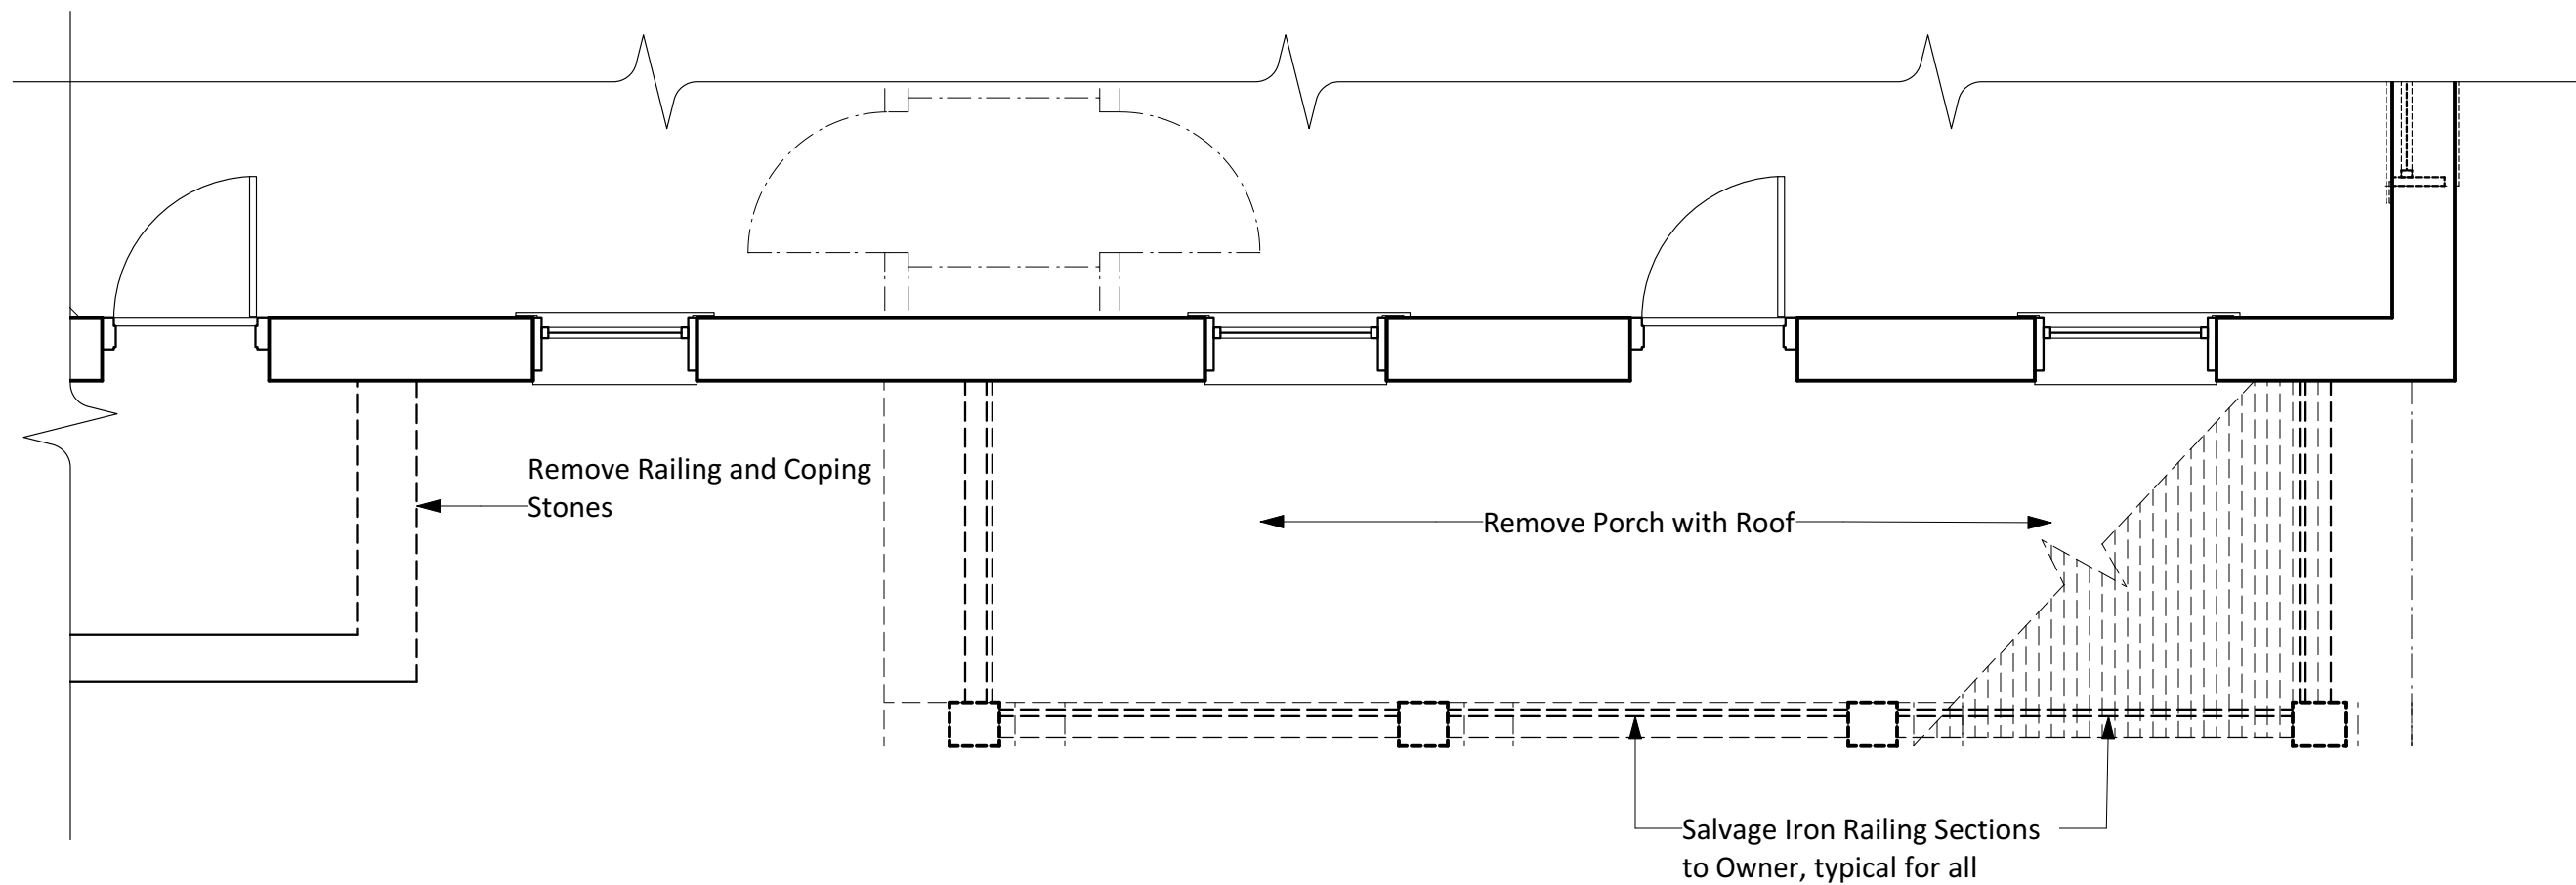 Remove Railing and Coping
Stones
Remove Porch with Roof
Salvage Iron Railing Sections
to Owner, typical for all